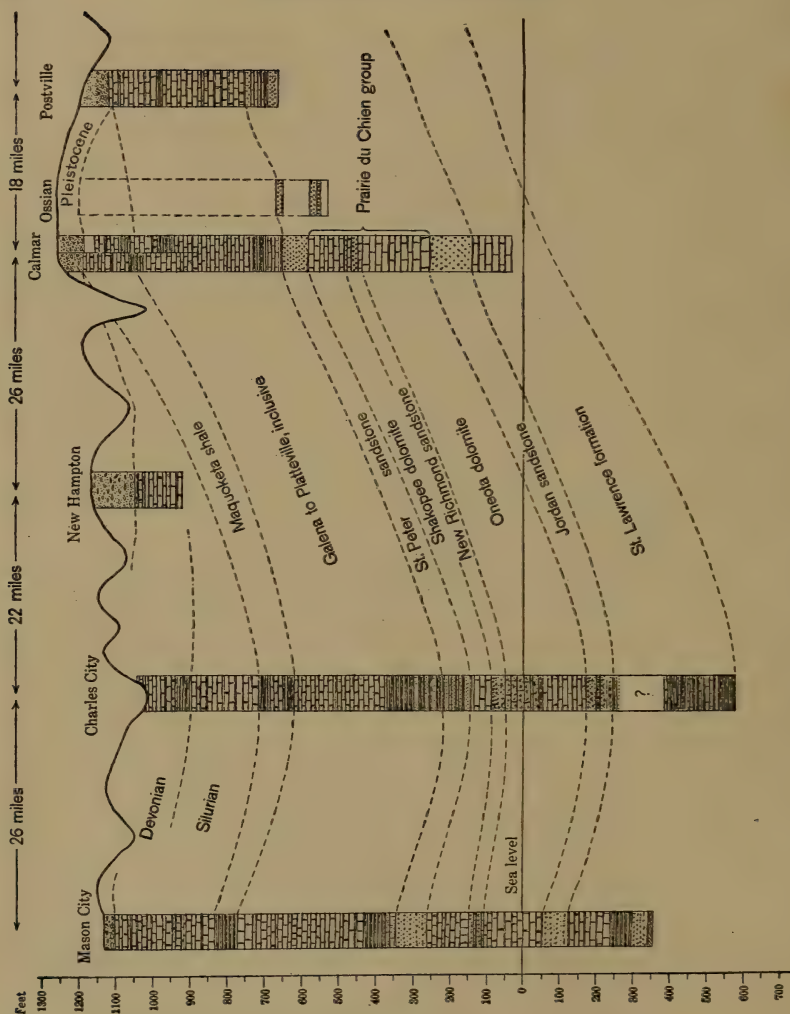 26 miles
22 miles
26 miles
18 miles
Mason City
Charles City
New Hampton
Calmar
Ossian
Postville
Pleistocene
Devonian
Silurian
Maquoketa shale
Galena to Platteville, inclusive
St. Peter sandstone
Shakopee dolomite
New Richmond sandstone
Oneota dolomite
Prairie du Chien group
Jordan sandstone
St. Lawrence formation
Sea level
?
Feet
1300
1200
1100
1000
900
800
700
600
500
400
300
200
100
0
100
200
300
400
500
600
700